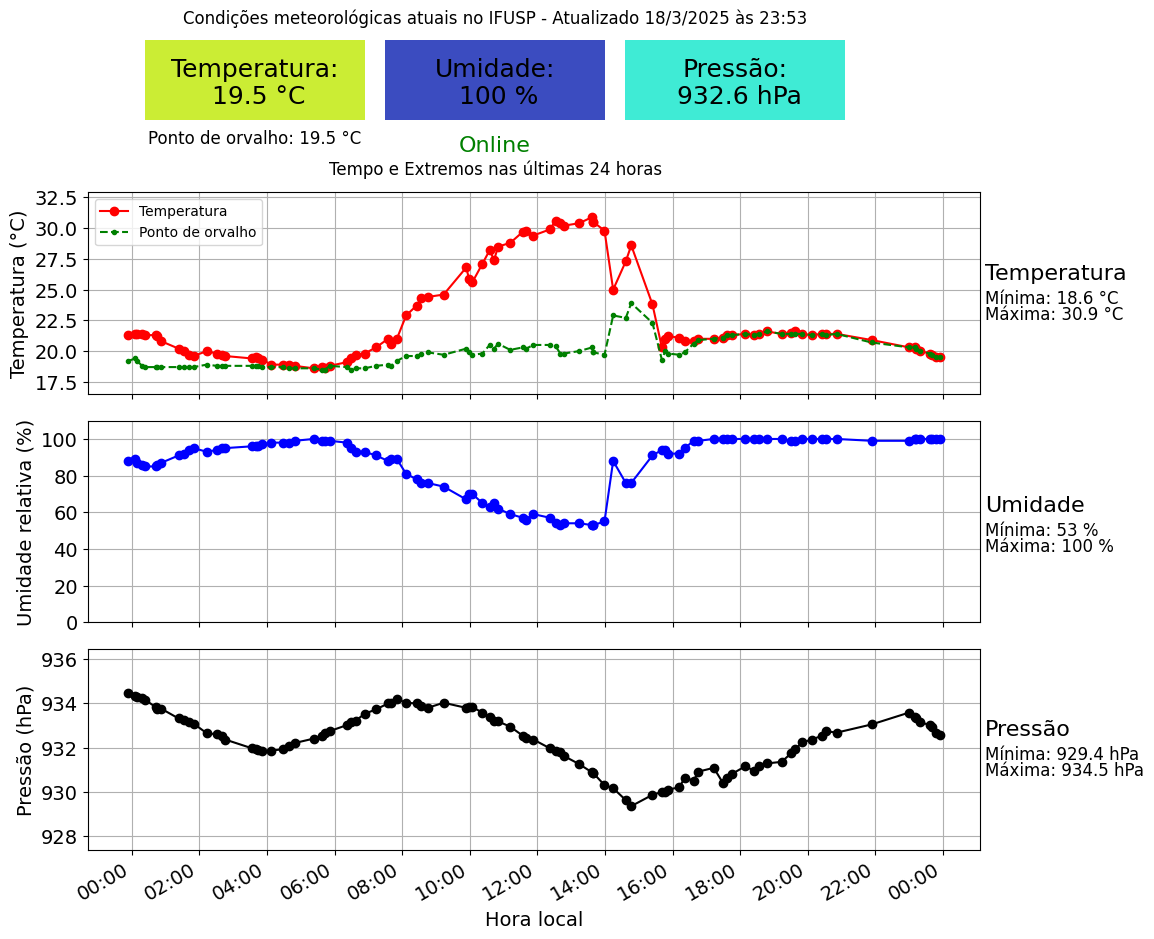 Condições meteorológicas atuais no IFUSP - Atualizado 18/3/2025 às 23:53
Temperatura:
19.5 °C
Umidade:
100 %
Pressão:
932.6 hPa
Ponto de orvalho: 19.5 °C
Online
Tempo e Extremos nas últimas 24 horas
Temperatura (°C)
32.5
30.0
27.5
25.0
22.5
20.0
17.5
Temperatura
Ponto de orvalho
Temperatura
Mínima: 18.6 °C
Máxima: 30.9 °C
Umidade relativa (%)
100
80
60
40
20
0
Umidade
Mínima: 53 %
Máxima: 100 %
Pressão (hPa)
936
934
932
930
928
Pressão
Mínima: 929.4 hPa
Máxima: 934.5 hPa
00:00 02:00 04:00 06:00 08:00 10:00 12:00 14:00 16:00 18:00 20:00 22:00 00:00
Hora local